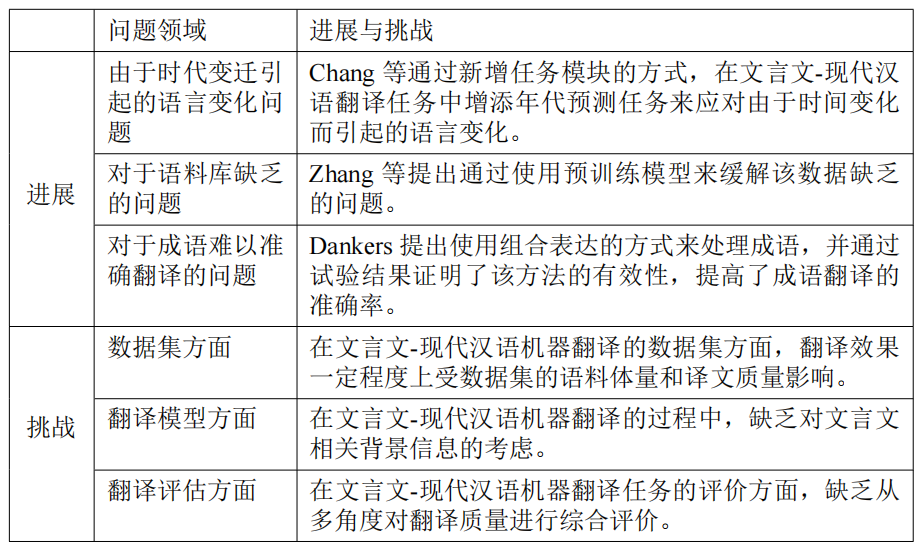 问题领域
进展与挑战
进展
由于时代变迁引
起的语言变化问
题
Chang 等通过新增任务模块的方式，在文言文-现代汉
语翻译任务中增添年代预测任务来应对由于时间变化
而引起的语言变化。
对于语料库缺乏
的问题
Zhang 等提出通过使用预训练模型来缓解该数据缺乏
的问题。
对于成语难以准
确翻译的问题
Dankers 提出使用组合表达的方式来处理成语，并通过
试验结果证明了该方法的有效性，提高了成语翻译的
准确率。
挑战
数据集方面
在文言文-现代汉语机器翻译的数据集方面，翻译效果
一定程度上受数据集的语料体量和译文质量影响。
翻译模型方面
在文言文-现代汉语机器翻译的过程中，缺乏对文言文
相关背景信息的考虑。
翻译评估方面
在文言文-现代汉语机器翻译任务的评价方面，缺乏从
多角度对翻译质量进行综合评价。